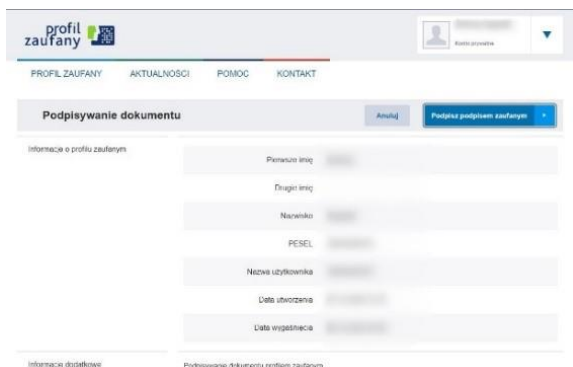 profil
zaufany
Konto prywatne
PROFIL ZAUFANY AKTUALNOŚCI POMOC KONTAKT
Podpisywanie dokumentu
Anuluj
Podpisz podpisem zaufanym
Informacje o profilu zaufanym
Pierwsze imię
Drugie imię
Nazwisko
PESEL
Nazwa użytkownika
Data utworzenia
Data wygaśnięcia
Informacje dodatkowe
Podpisywanie dokumentu profilem zaufanym